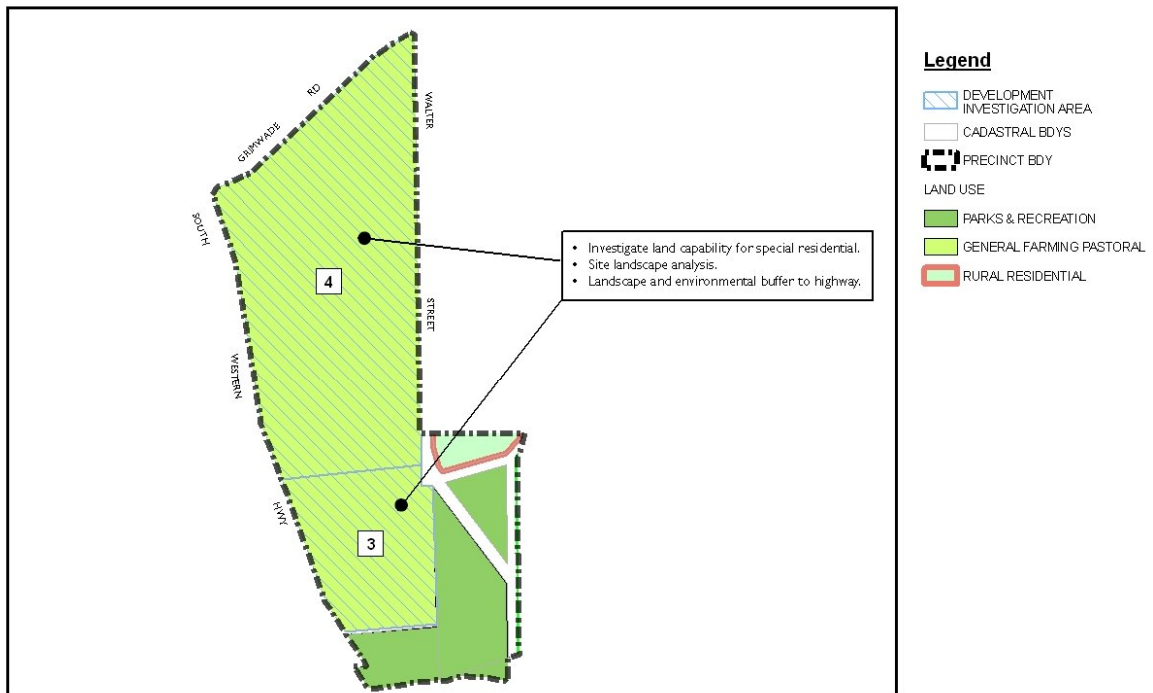 GRIMWADE RD
WALTER STREET
SOUTH WESTERN HWY
4
3
• Investigate land capability for special residential.
• Site landscape analysis.
• Landscape and environmental buffer to highway.
Legend
DEVELOPMENT
INVESTIGATION AREA
CADASTRAL BDYS
PRECINCT BDY
LAND USE
PARKS & RECREATION
GENERAL FARMING PASTORAL
RURAL RESIDENTIAL